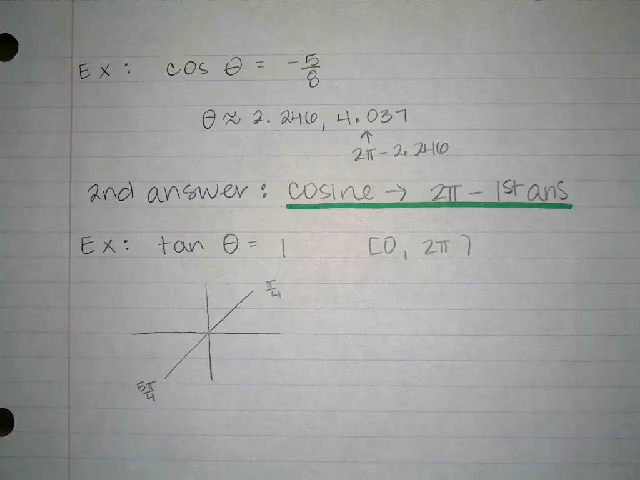 Ex: cos θ = -5/8
θ ≈ 2.246, 4.037
↑
2π - 2.246
2nd answer: cosine → 2π - 1st ans
Ex: tan θ = 1 [0, 2π)
π/4
5π/4